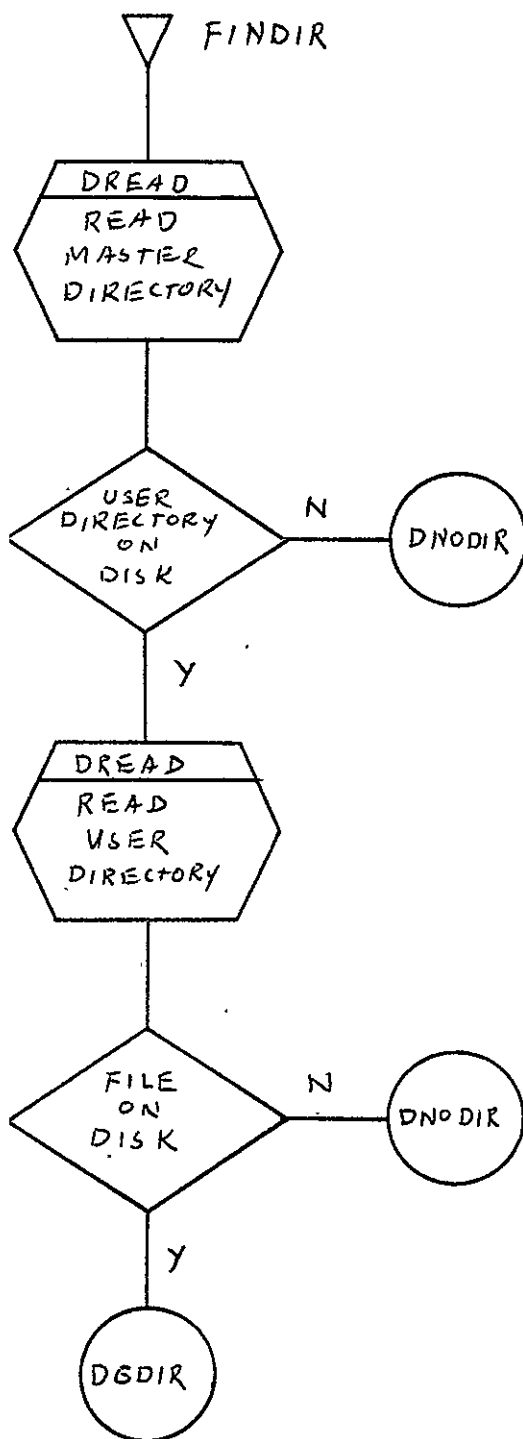 FINDIR
DREAD
READ
MASTER
DIRECTORY
USER
DIRECTORY
ON
DISK
N
DNODIR
Y
DREAD
READ
USER
DIRECTORY
FILE
ON
DISK
N
DNODIR
Y
DGDIR